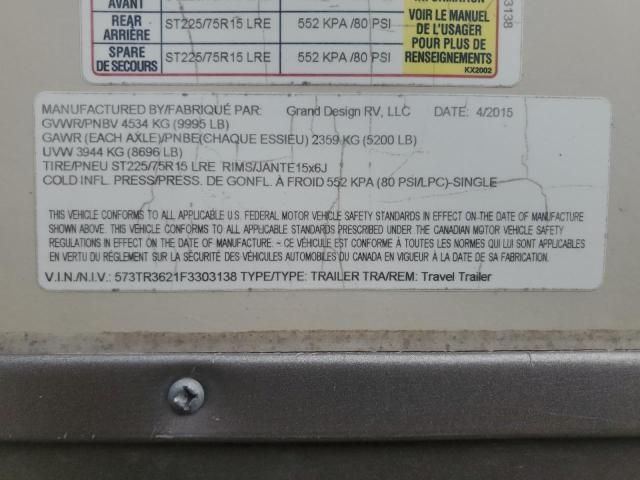 AVANT
INFORMATION
REAR ST225/75R15 LRE 552 KPA /80 PSI
ARRIÈRE
SPARE ST225/75R15 LRE 552 KPA /80 PSI
DE SECOURS
VOIR LE MANUEL
DE L'USAGER
POUR PLUS DE
RENSEIGNEMENTS
KX2002
3138
MANUFACTURED BY/FABRIQUÉ PAR: Grand Design RV, LLC DATE: 4/2015
GVWR/PNBV 4534 KG (9995 LB)
GAWR (EACH AXLE)/PNBE(CHAQUE ESSIEU) 2359 KG (5200 LB)
UVW 3944 KG (8696 LB)
TIRE/PNEU ST225/75R15 LRE RIMS/JANTE15x6J
COLD INFL. PRESS/PRESS. DE GONFL. À FROID 552 KPA (80 PSI/LPC)-SINGLE
THIS VEHICLE CONFORMS TO ALL APPLICABLE U.S. FEDERAL MOTOR VEHICLE SAFETY STANDARDS IN EFFECT ON THE DATE OF MANUFACTURE
SHOWN ABOVE. / THIS VEHICLE CONFORMS TO ALL APPLICABLE STANDARDS PRESCRIBED UNDER THE CANADIAN MOTOR VEHICLE SAFETY
REGULATIONS IN EFFECT ON THE DATE OF MANUFACTURE ~ CE VÉHICULE EST CONFORME À TOUTES LES NORMES QUI LUI SONT APPLICABLES
EN VERTU DU RÈGLEMENT SUR LA SÉCURITÉ DES VÉHICULES AUTOMOBILES DU CANADA EN VIGUEUR À LA DATE DE SA FABRICATION.
V.I.N./N.I.V.: 573TR3621F3303138 TYPE/TYPE: TRAILER TRA/REM: Travel Trailer